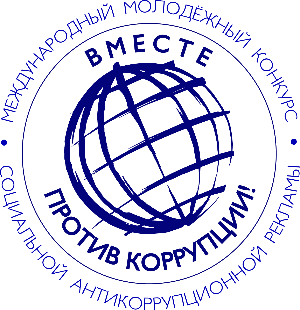 МЕЖДУНАРОДНЫЙ МОЛОДЁЖНЫЙ КОНКУРС
ВМЕСТЕ
ПРОТИВ КОРРУПЦИИ!
СОЦИАЛЬНОЙ АНТИКОРРУПЦИОННОЙ РЕКЛАМЫ